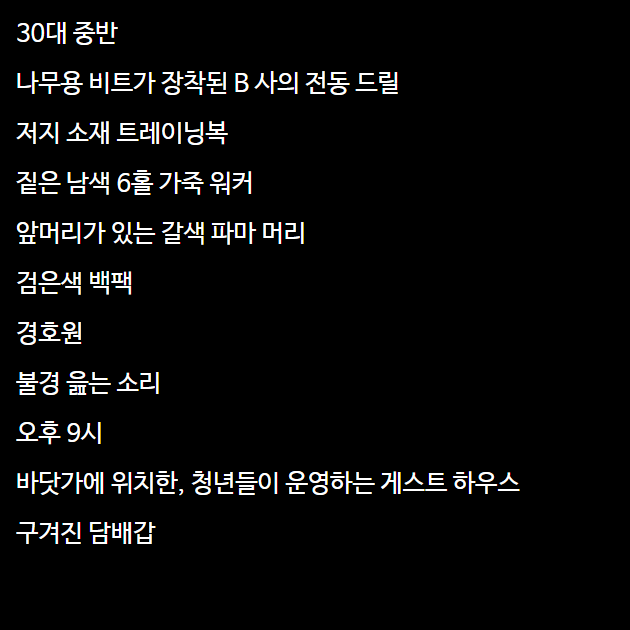 30대 중반
나무용 비트가 장착된 B 사의 전동 드릴
저지 소재 트레이닝복
짙은 남색 6홀 가죽 워커
앞머리가 있는 갈색 파마 머리
검은색 백팩
경호원
불경 읊는 소리
오후 9시
바닷가에 위치한, 청년들이 운영하는 게스트 하우스
구겨진 담배갑